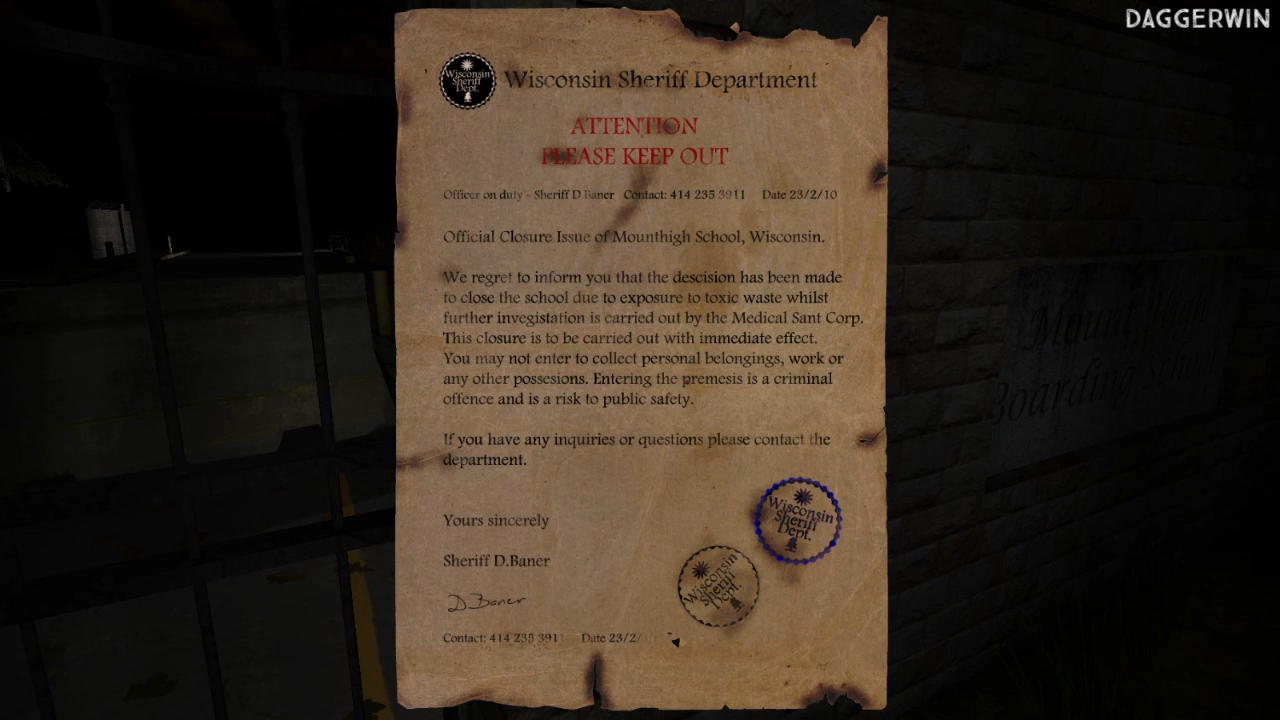 DAGGERWIN
Wisconsin Sheriff Dept.
Wisconsin Sheriff Department
ATTENTION
PLEASE KEEP OUT
Officer on duty - Sheriff D.Baner Contact: 414 235 3911 Date 23/2/10
Official Closure Issue of Mounthigh School, Wisconsin.
We regret to inform you that the descision has been made
to close the school due to exposure to toxic waste whilst
further invegistation is carried out by the Medical Sant Corp.
This closure is to be carried out with immediate effect.
You may not enter to collect personal belongings, work or
any other possesions. Entering the premesis is a criminal
offence and is a risk to public safety.
If you have any inquiries or questions please contact the
department.
Yours sincerely
Sheriff D.Baner
D Baner
Contact: 414 235 3911 Date 23/2/
Wisconsin
Sheriff
Dept.
Wisconsin
Sheriff
Dept.
Boarding School